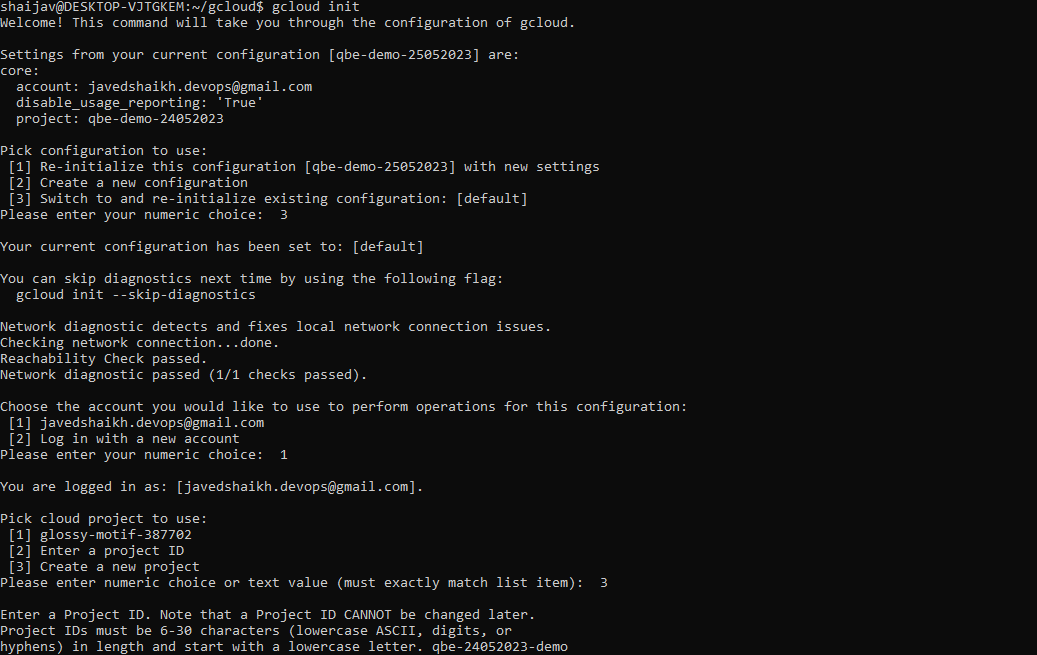 shaijav@DESKTOP-VJTGKEM:~/gcloud$ gcloud init
Welcome! This command will take you through the configuration of gcloud.
Settings from your current configuration [qbe-demo-25052023] are:
core:
  account: javedshaikh.devops@gmail.com
  disable_usage_reporting: 'True'
  project: qbe-demo-24052023
Pick configuration to use:
 [1] Re-initialize this configuration [qbe-demo-25052023] with new settings
 [2] Create a new configuration
 [3] Switch to and re-initialize existing configuration: [default]
Please enter your numeric choice:  3
Your current configuration has been set to: [default]
You can skip diagnostics next time by using the following flag:
  gcloud init --skip-diagnostics
Network diagnostic detects and fixes local network connection issues.
Checking network connection...done.
Reachability Check passed.
Network diagnostic passed (1/1 checks passed).
Choose the account you would like to use to perform operations for this configuration:
 [1] javedshaikh.devops@gmail.com
 [2] Log in with a new account
Please enter your numeric choice:  1
You are logged in as: [javedshaikh.devops@gmail.com].
Pick cloud project to use:
 [1] glossy-motif-387702
 [2] Enter a project ID
 [3] Create a new project
Please enter numeric choice or text value (must exactly match list item):  3
Enter a Project ID. Note that a Project ID CANNOT be changed later.
Project IDs must be 6-30 characters (lowercase ASCII, digits, or
hyphens) in length and start with a lowercase letter. qbe-24052023-demo